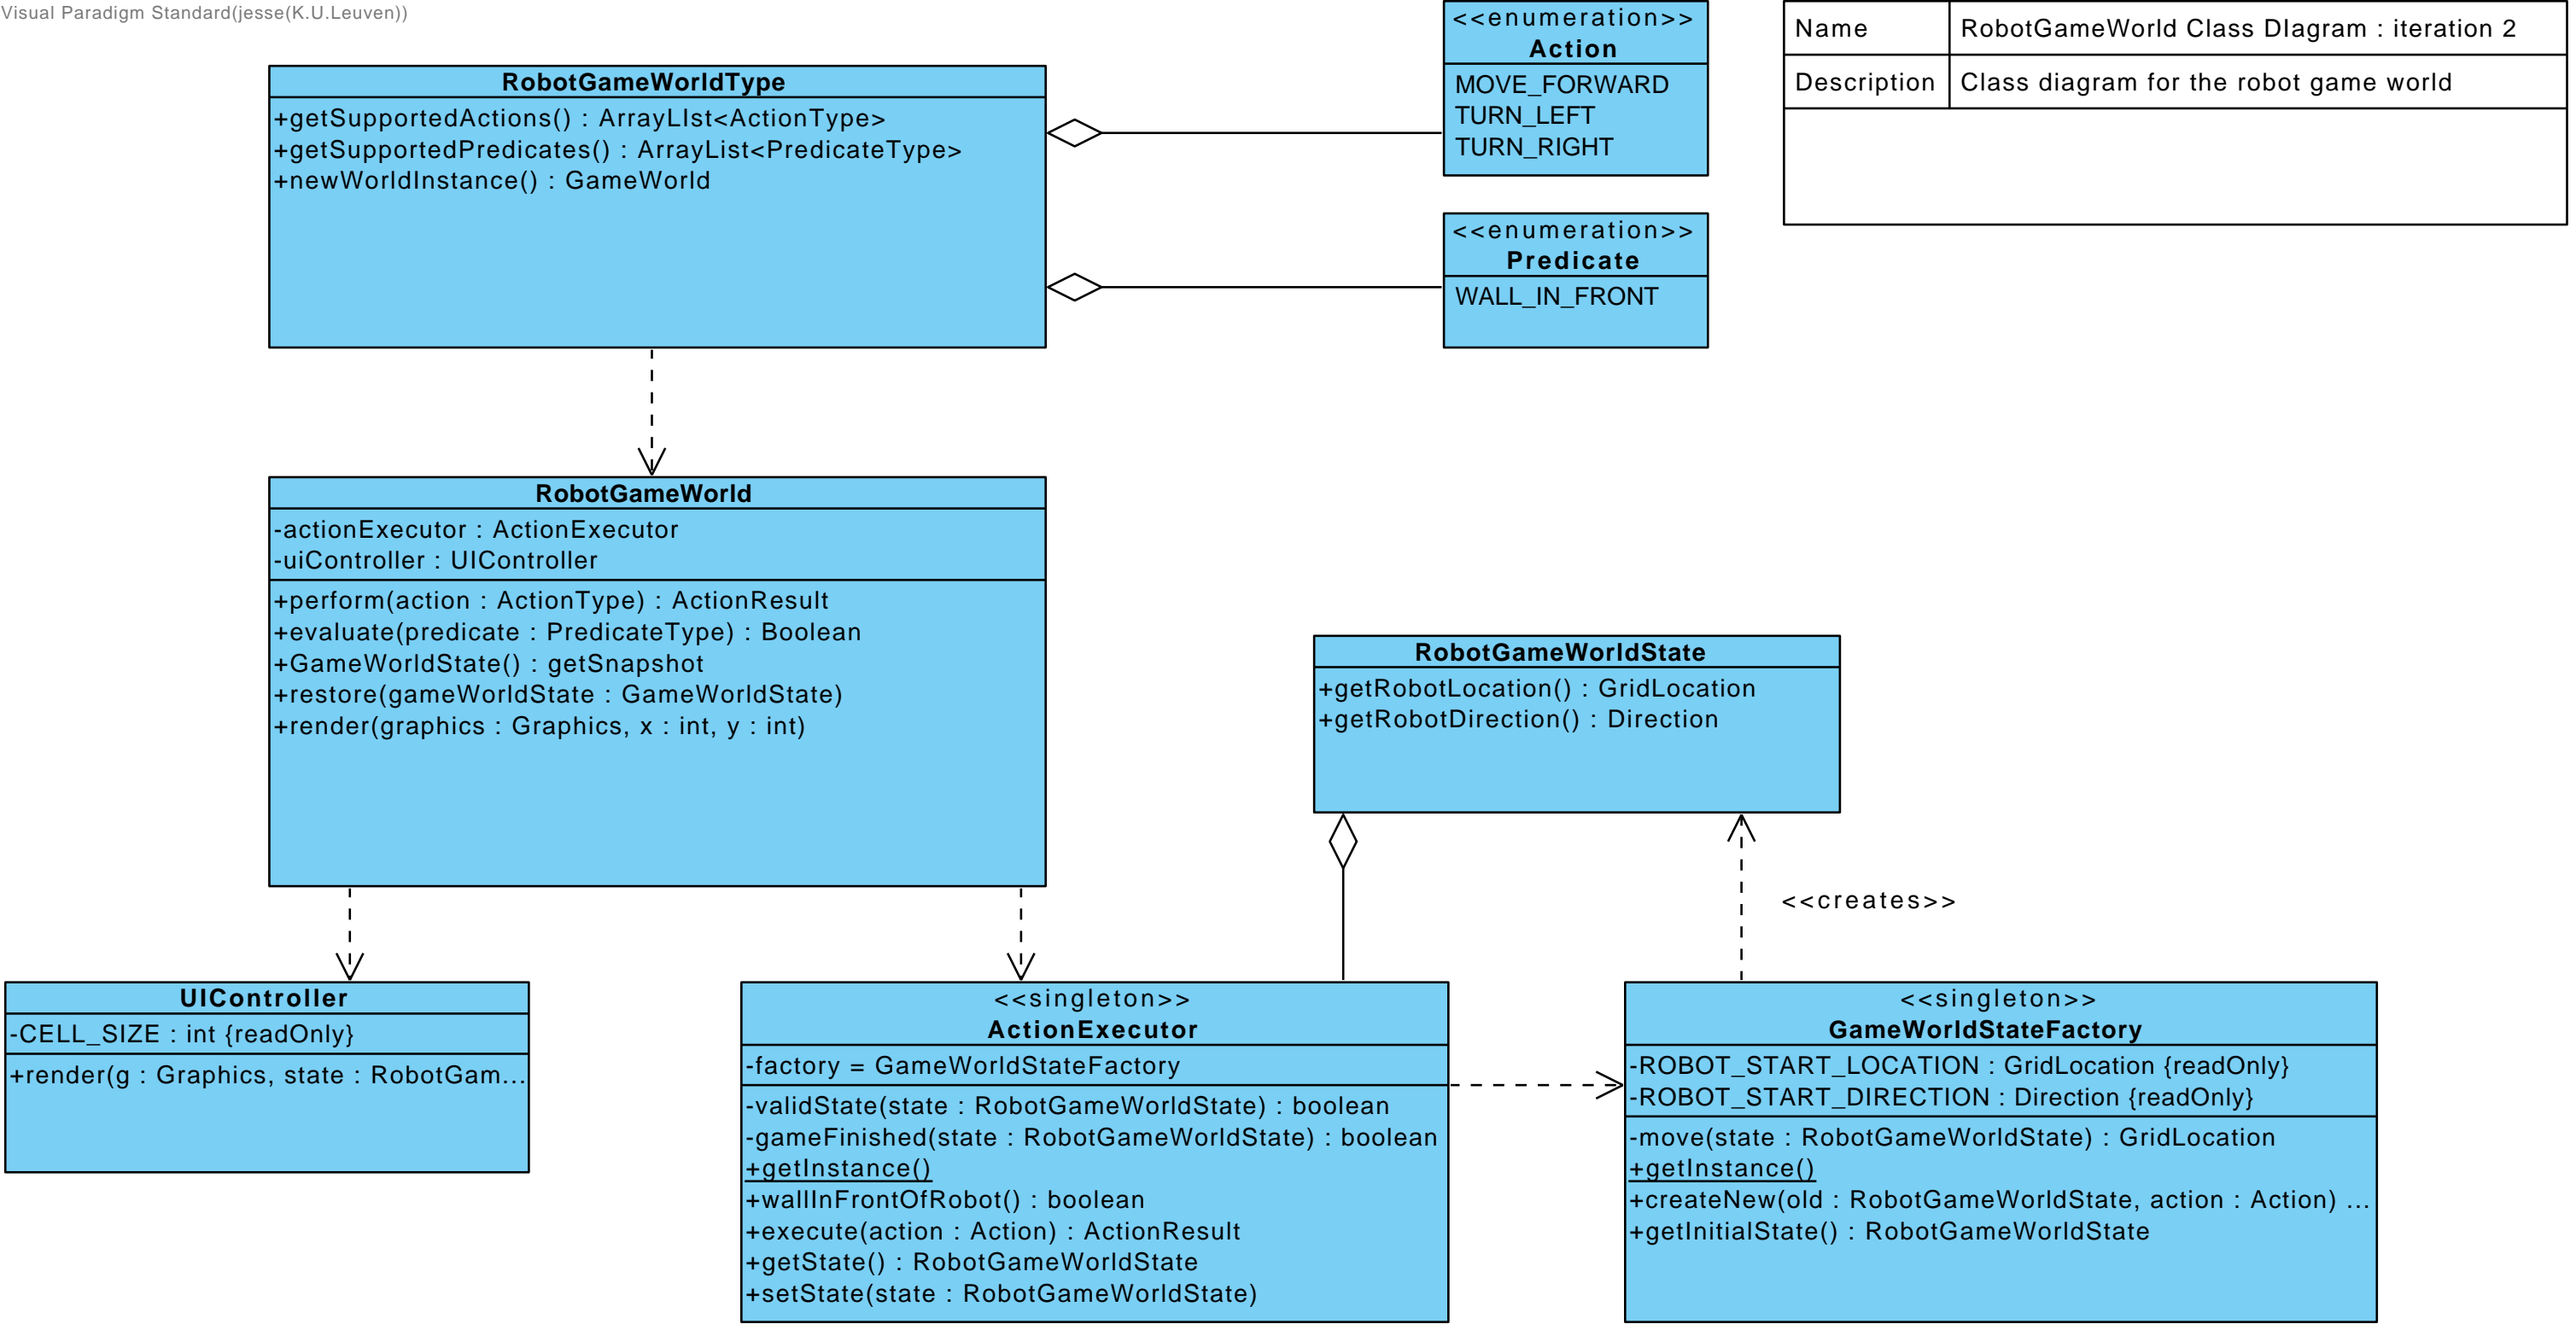 Visual Paradigm Standard(jesse(K.U.Leuven))
Name
RobotGameWorld Class DIagram : iteration 2
Description
Class diagram for the robot game world
RobotGameWorldType
+getSupportedActions() : ArrayLIst<ActionType>
+getSupportedPredicates() : ArrayList<PredicateType>
+newWorldInstance() : GameWorld
<<enumeration>>
Action
MOVE_FORWARD
TURN_LEFT
TURN_RIGHT
<<enumeration>>
Predicate
WALL_IN_FRONT
RobotGameWorld
-actionExecutor : ActionExecutor
-uiController : UIController
+perform(action : ActionType) : ActionResult
+evaluate(predicate : PredicateType) : Boolean
+GameWorldState() : getSnapshot
+restore(gameWorldState : GameWorldState)
+render(graphics : Graphics, x : int, y : int)
RobotGameWorldState
+getRobotLocation() : GridLocation
+getRobotDirection() : Direction
<<creates>>
UIController
-CELL_SIZE : int {readOnly}
+render(g : Graphics, state : RobotGam...
<<singleton>>
ActionExecutor
-factory = GameWorldStateFactory
-validState(state : RobotGameWorldState) : boolean
-gameFinished(state : RobotGameWorldState) : boolean
+getInstance()
+wallInFrontOfRobot() : boolean
+execute(action : Action) : ActionResult
+getState() : RobotGameWorldState
+setState(state : RobotGameWorldState)
<<singleton>>
GameWorldStateFactory
-ROBOT_START_LOCATION : GridLocation {readOnly}
-ROBOT_START_DIRECTION : Direction {readOnly}
-move(state : RobotGameWorldState) : GridLocation
+getInstance()
+createNew(old : RobotGameWorldState, action : Action) ...
+getInitialState() : RobotGameWorldState